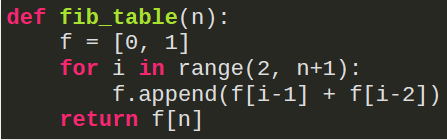 def fib_table(n):
    f = [0, 1]
    for i in range(2, n+1):
        f.append(f[i-1] + f[i-2])
    return f[n]